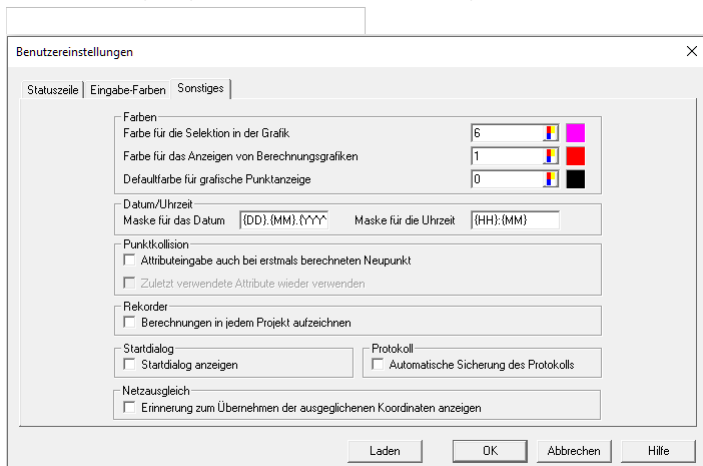 Benutzereinstellungen
Statuszeile Eingabe-Farben Sonstiges
Farben
Farbe für die Selektion in der Grafik 6
Farbe für das Anzeigen von Berechnungsgrafiken 1
Defaultfarbe für grafische Punktanzeige 0
Datum/Uhrzeit
Maske für das Datum {DD}.{MM}.{YYYY Maske für die Uhrzeit {HH}:{MM}
Punktkollision
Attributeingabe auch bei erstmals berechneten Neupunkt
Zuletzt verwendete Attribute wieder verwenden
Rekorder
Berechnungen in jedem Projekt aufzeichnen
Startdialog Protokoll
Startdialog anzeigen Automatische Sicherung des Protokolls
Netzausgleich
Erinnerung zum Übernehmen der ausgeglichenen Koordinaten anzeigen
Laden OK Abbrechen Hilfe